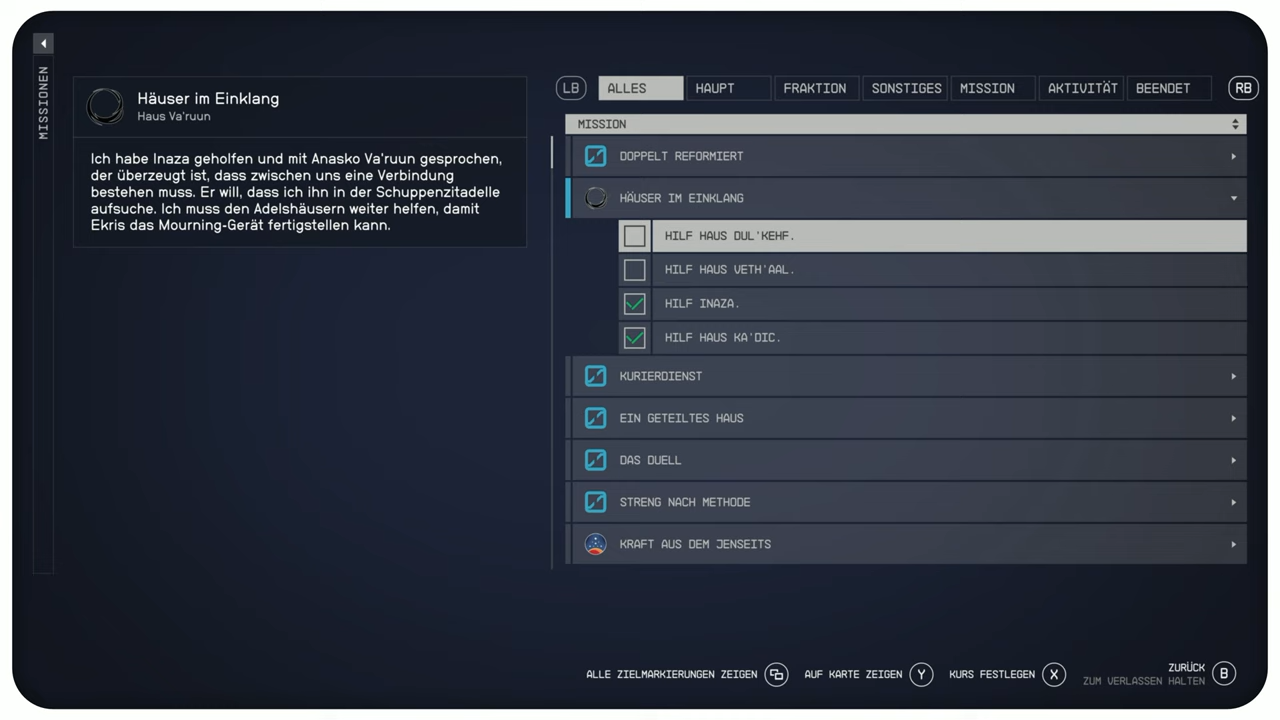 MISSIONEN
Häuser im Einklang
Haus Va'ruun
Ich habe Inaza geholfen und mit Anasko Va'ruun gesprochen,
der überzeugt ist, dass zwischen uns eine Verbindung
bestehen muss. Er will, dass ich ihn in der Schuppenzitadelle
aufsuche. Ich muss den Adelshäusern weiter helfen, damit
Ekris das Mourning-Gerät fertigstellen kann.
LB ALLES HAUPT FRAKTION SONSTIGES MISSION AKTIVITÄT BEENDET RB
MISSION
DOPPELT REFORMIERT
HÄUSER IM EINKLANG
HILF HAUS DUL'KEHF.
HILF HAUS VETH'AAL.
HILF INAZA.
HILF HAUS KA'DIC.
KURIERDIENST
EIN GETEILTES HAUS
DAS DUELL
STRENG NACH METHODE
KRAFT AUS DEM JENSEITS
ALLE ZIELMARKIERUNGEN ZEIGEN AUF KARTE ZEIGEN Y KURS FESTLEGEN X ZURÜCK B
ZUM VERLASSEN HALTEN